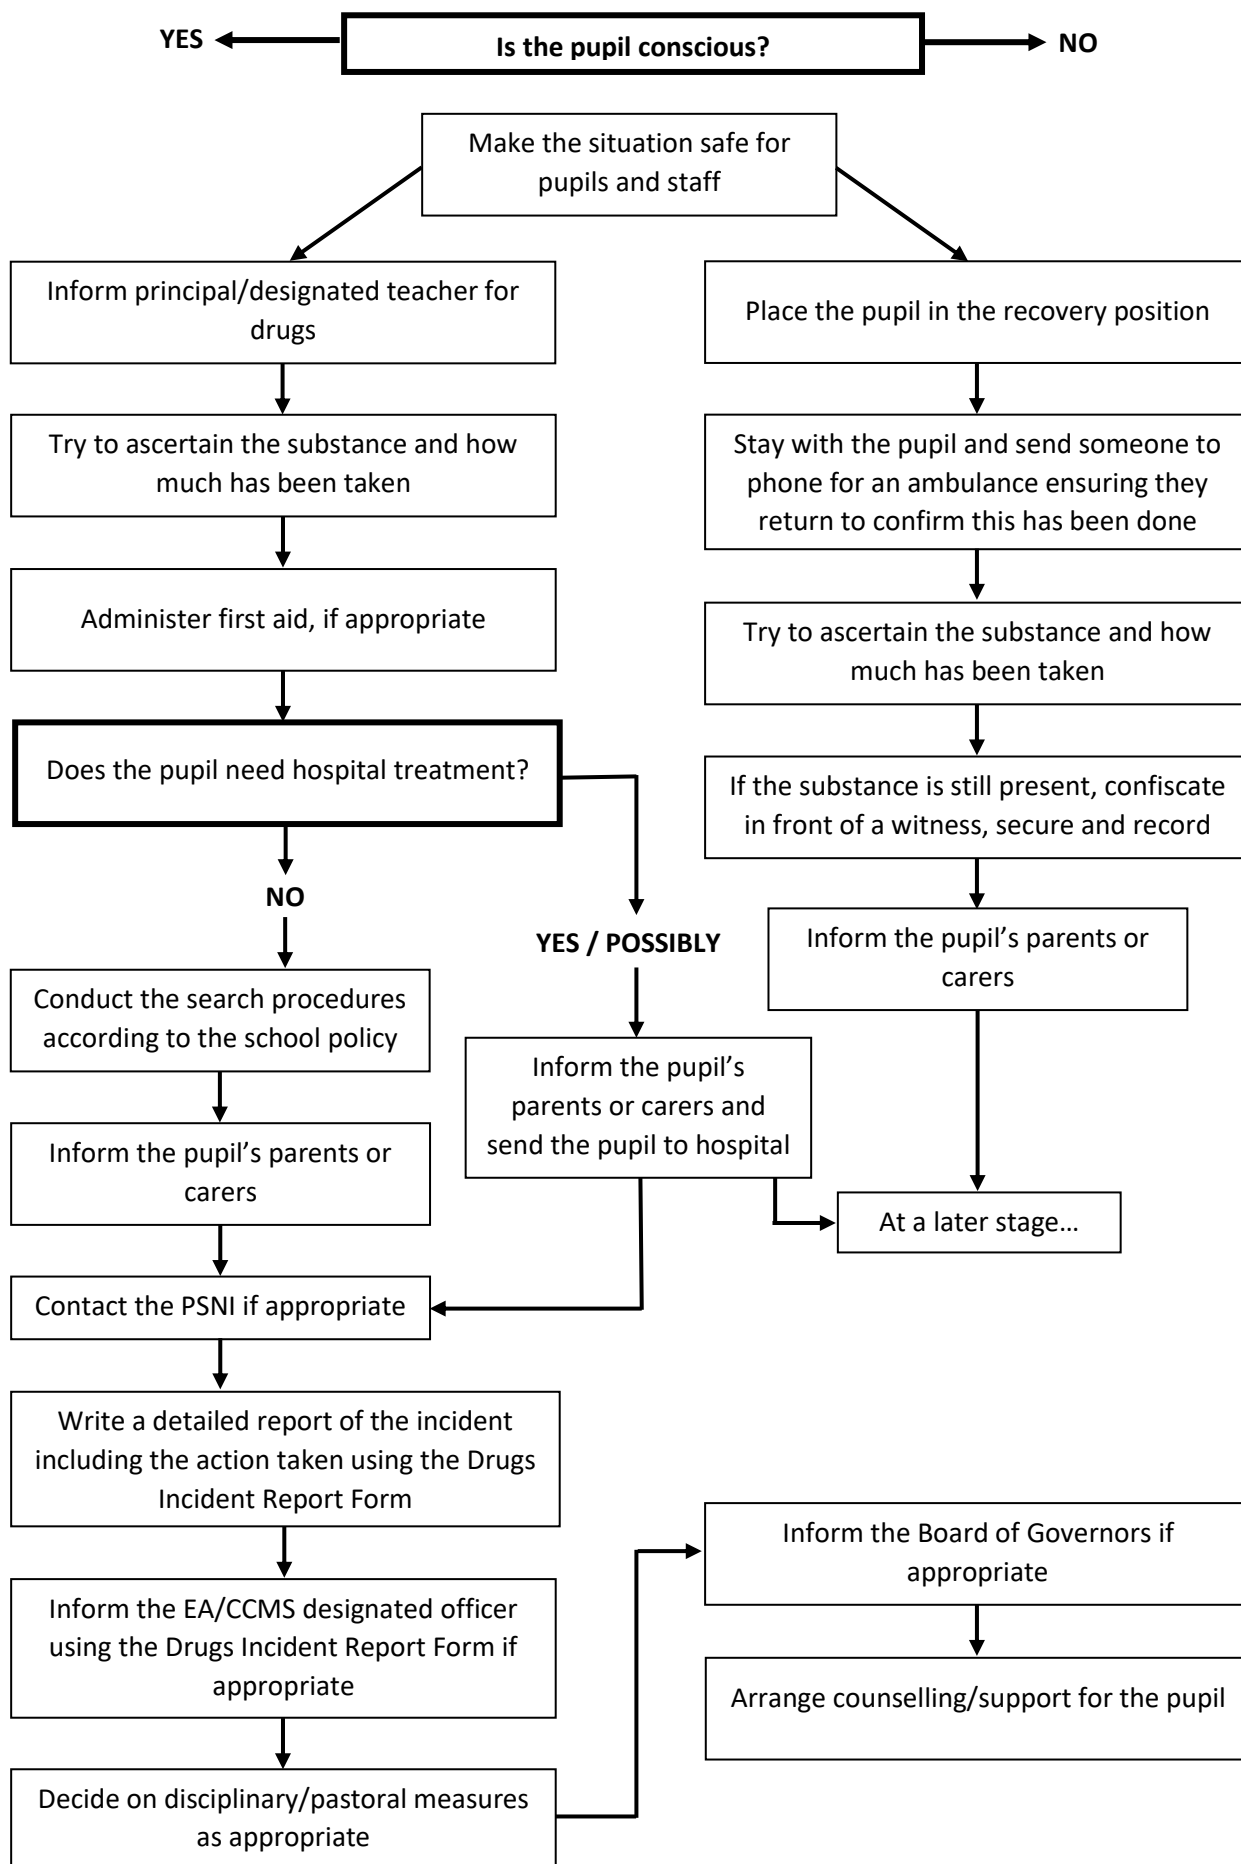 YES
Is the pupil conscious?
NO
Make the situation safe for
pupils and staff
Inform principal/designated teacher for
drugs
Try to ascertain the substance and how
much has been taken
Administer first aid, if appropriate
Does the pupil need hospital treatment?
NO
Conduct the search procedures
according to the school policy
Inform the pupil’s parents or
carers
YES / POSSIBLY
Inform the pupil’s
parents or carers and
send the pupil to hospital
Place the pupil in the recovery position
Stay with the pupil and send someone to
phone for an ambulance ensuring they
return to confirm this has been done
Try to ascertain the substance and how
much has been taken
If the substance is still present, confiscate
in front of a witness, secure and record
Inform the pupil’s parents or
carers
At a later stage…
Contact the PSNI if appropriate
Write a detailed report of the incident
including the action taken using the Drugs
Incident Report Form
Inform the EA/CCMS designated officer
using the Drugs Incident Report Form if
appropriate
Decide on disciplinary/pastoral measures
as appropriate
Inform the Board of Governors if
appropriate
Arrange counselling/support for the pupil